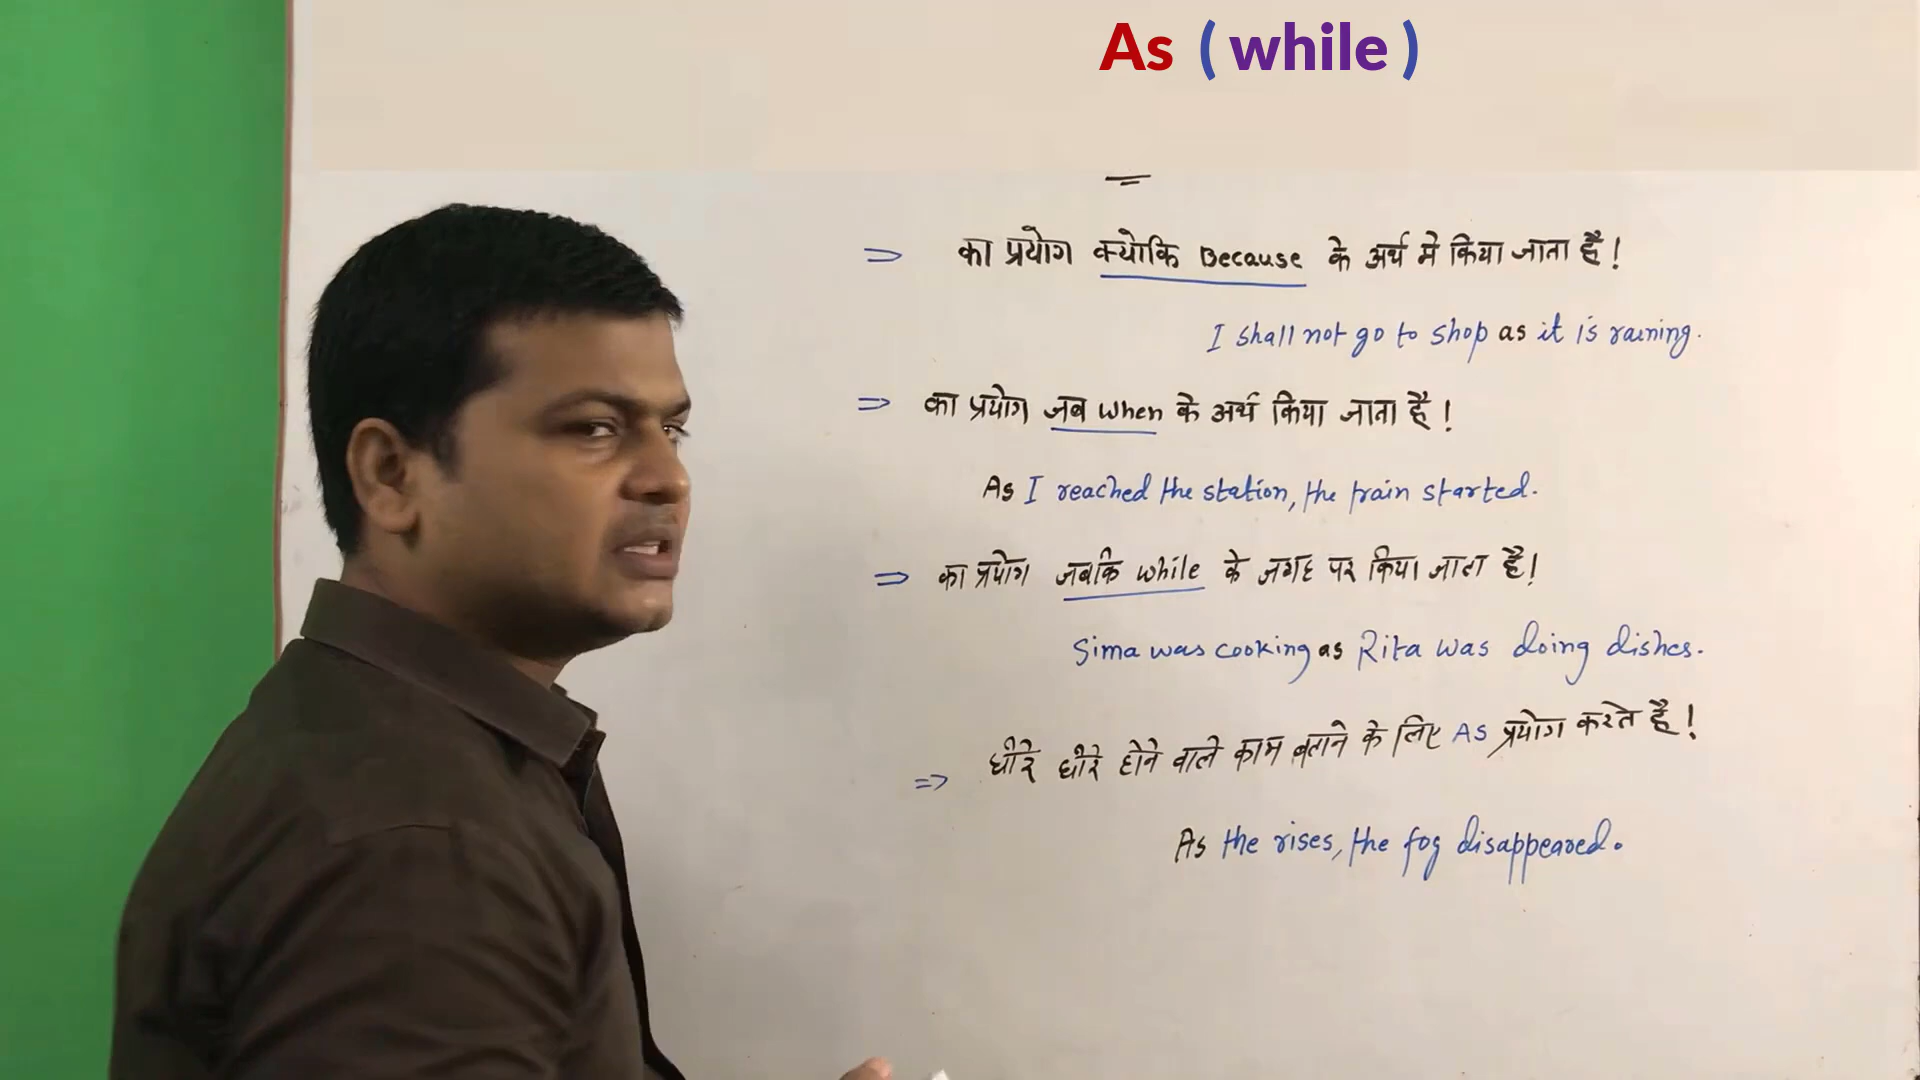 As (while)
⇒ का प्रयोग क्योकि Because के अर्थ मे किया जाता है!
I shall not go to shop as it is raining.
⇒ का प्रयोग जब when के अर्थ किया जाता है!
As I reached the station, the train started.
⇒ का प्रयोग जबकि while के जगह पर किया जाता है!
Sima was cooking as Rita was doing dishes.
⇒ धीरे धीरे होने वाले काम बताने के लिए As प्रयोग करते है!
As the rises, the fog disappeared.